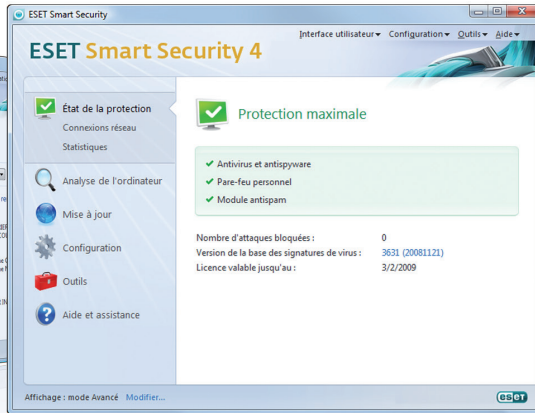 ESET Smart Security
Interface utilisateur Configuration Outils Aide
ESET Smart Security 4
État de la protection
Connexions réseau
Statistiques
Analyse de l'ordinateur
Mise à jour
Configuration
Outils
Aide et assistance
Protection maximale
Antivirus et antispyware
Pare-feu personnel
Module antispam
Nombre d'attaques bloquées : 0
Version de la base des signatures de virus : 3631 (20081121)
Licence valable jusqu'au : 3/2/2009
Affichage : mode Avancé Modifier...
eset